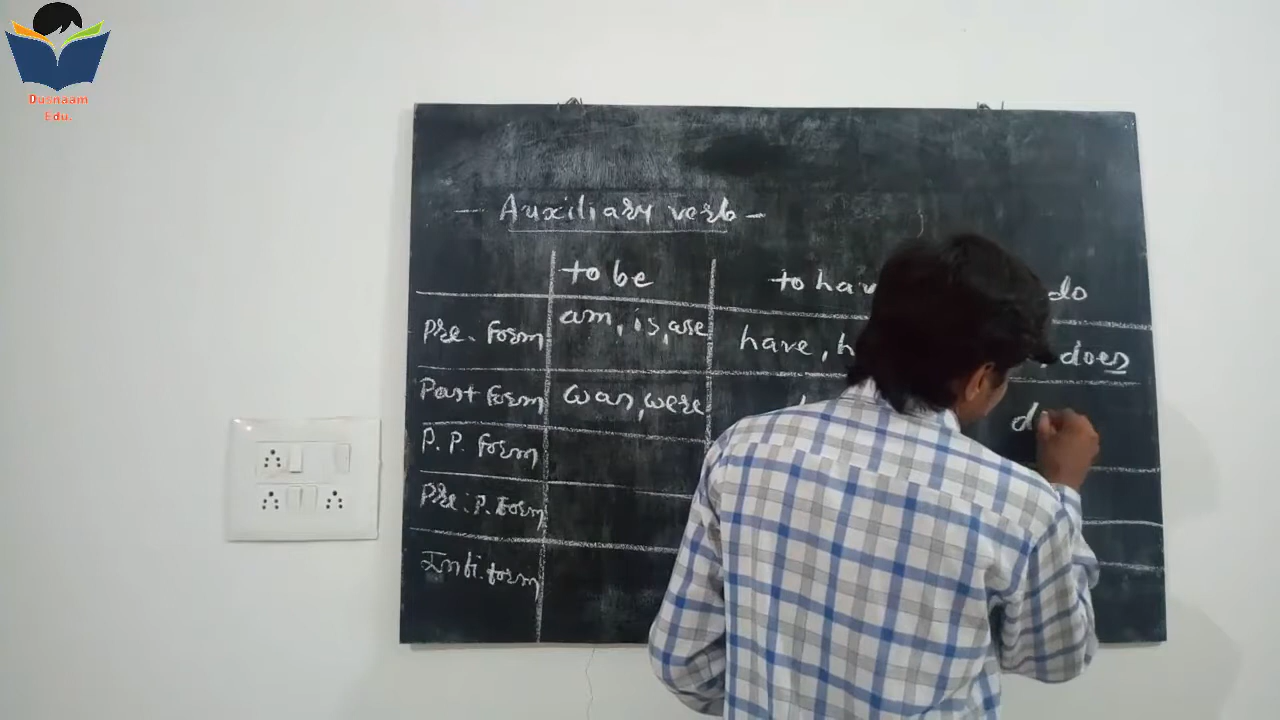 Dusnaam
Edu.
- Auxiliary verb -
to be to hav do
Pre. Form am, is, are have, h , does
Past form was, were d
P. P. Form
Pre. P. Form
Infi. form